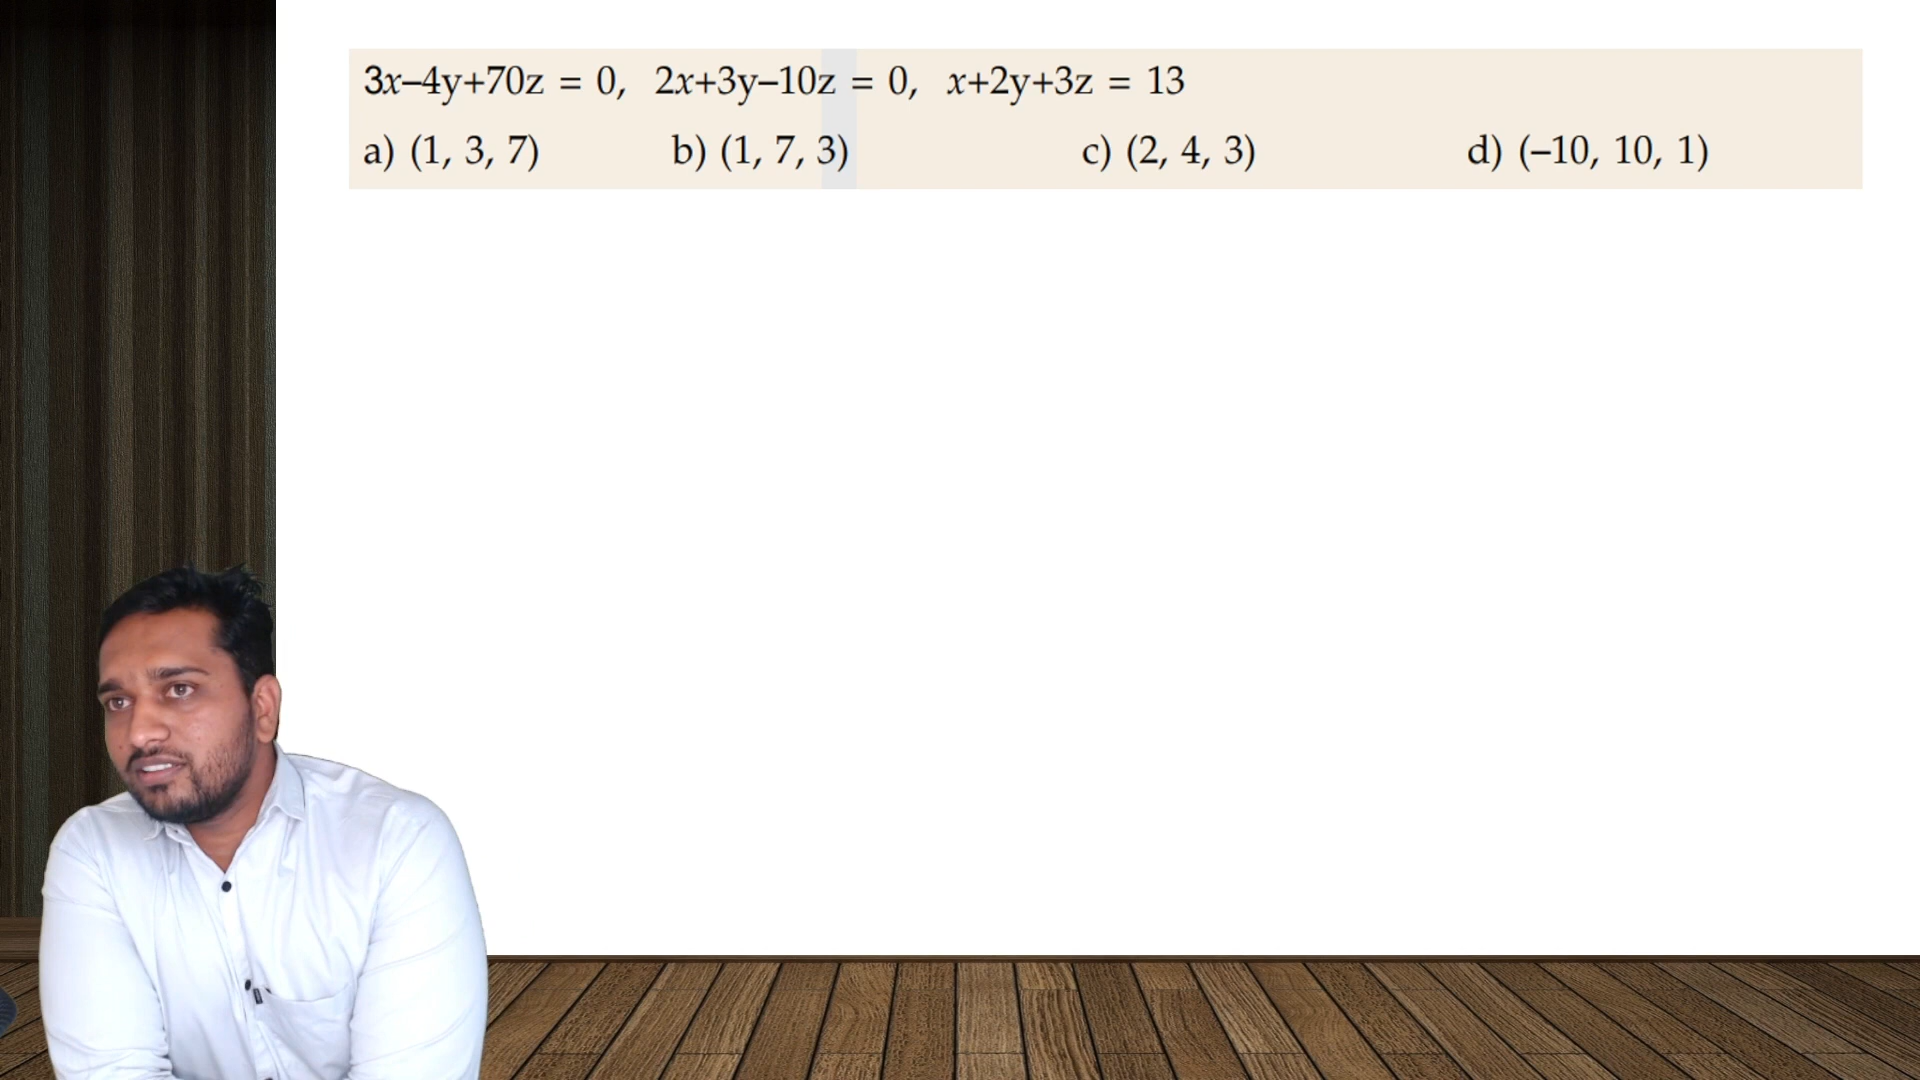 3x–4y+70z = 0, 2x+3y–10z = 0, x+2y+3z = 13
a) (1, 3, 7) b) (1, 7, 3) c) (2, 4, 3) d) (–10, 10, 1)